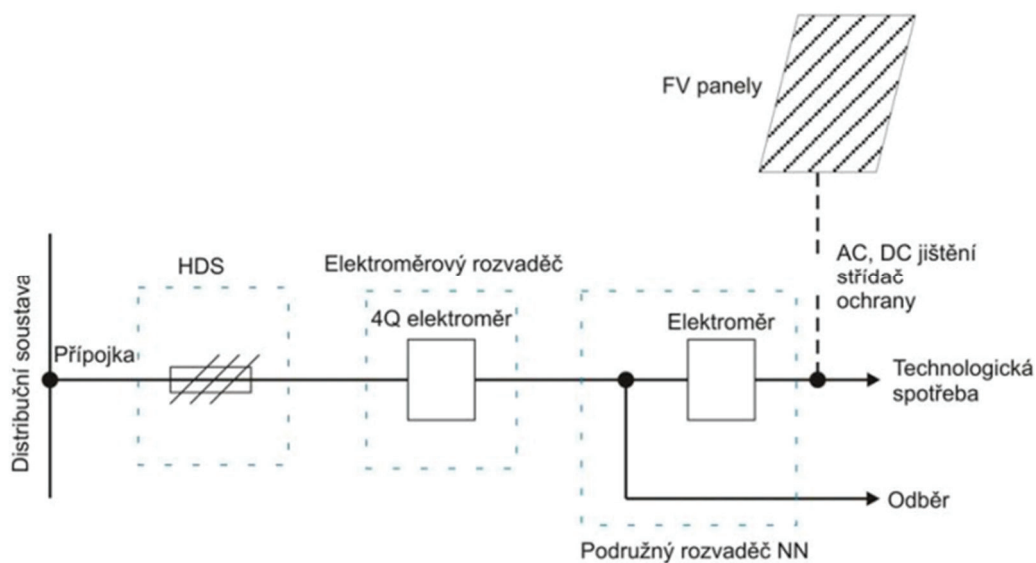 FV panely
AC, DC jištění
střídač
ochrany
Distribuční soustava
Přípojka
HDS
Elektroměrový rozvaděč
4Q elektroměr
Elektroměr
Technologická
spotřeba
Odběr
Podružný rozvaděč NN